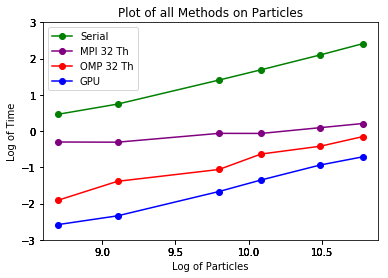 Plot of all Methods on Particles
Serial
MPI 32 Th
OMP 32 Th
GPU
Log of Time
3
2
1
0
−1
−2
−3
9.0
9.5
10.0
10.5
Log of Particles